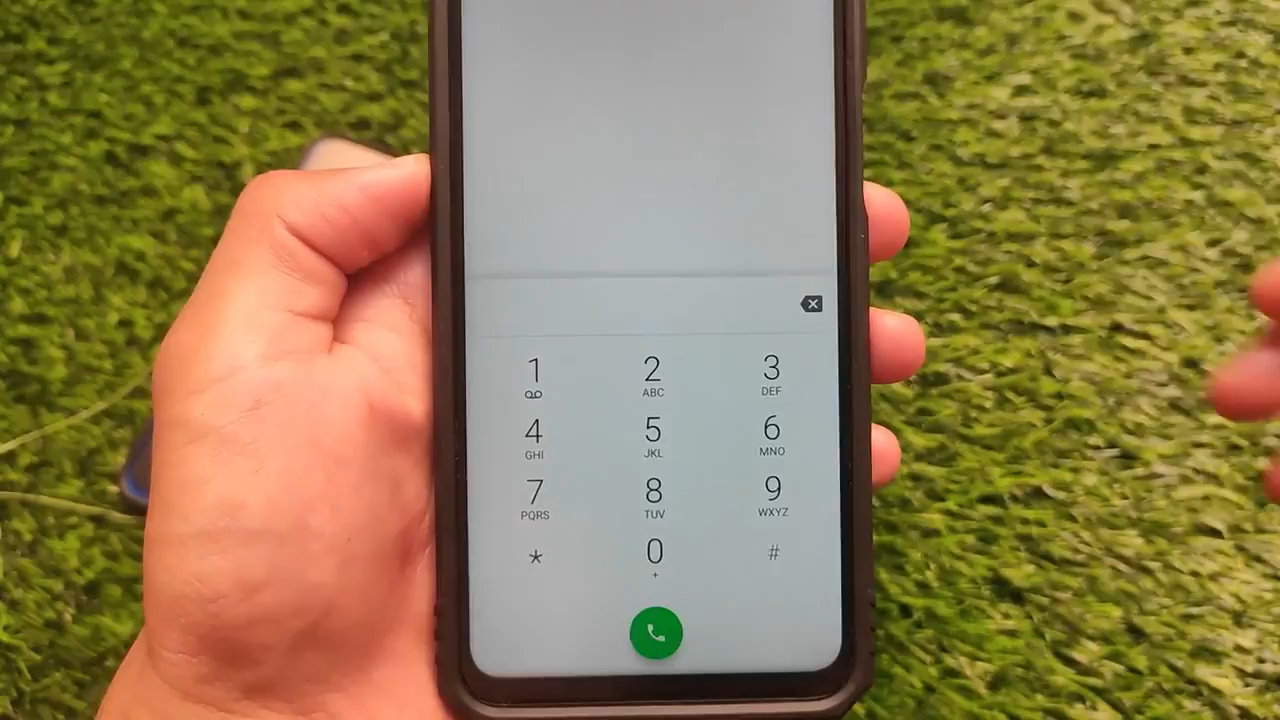 1 2 3
ABC DEF
4 5 6
GHI JKL MNO
7 8 9
PQRS TUV WXYZ
* 0 #
+